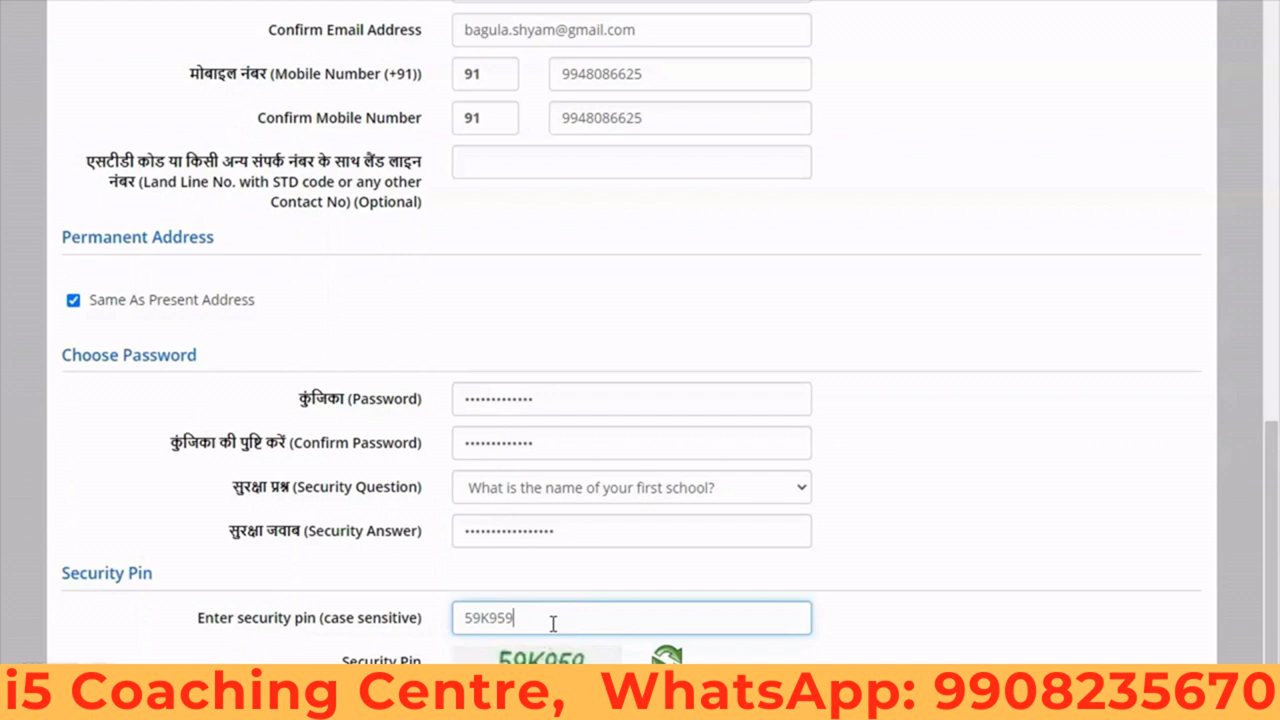 Confirm Email Address bagula.shyam@gmail.com
मोबाइल नंबर (Mobile Number (+91)) 91 9948086625
Confirm Mobile Number 91 9948086625
एसटीडी कोड या किसी अन्य संपर्क नंबर के साथ लैंड लाइन
नंबर (Land Line No. with STD code or any other
Contact No) (Optional)
Permanent Address
Same As Present Address
Choose Password
कुंजिका (Password) •••••••••••••
कुंजिका की पुष्टि करें (Confirm Password) •••••••••••••
सुरक्षा प्रश्न (Security Question) What is the name of your first school?
सुरक्षा जवाब (Security Answer) •••••••••••••••••
Security Pin
Enter security pin (case sensitive) 59K959
Security Pin 59K959
i5 Coaching Centre, WhatsApp: 9908235670